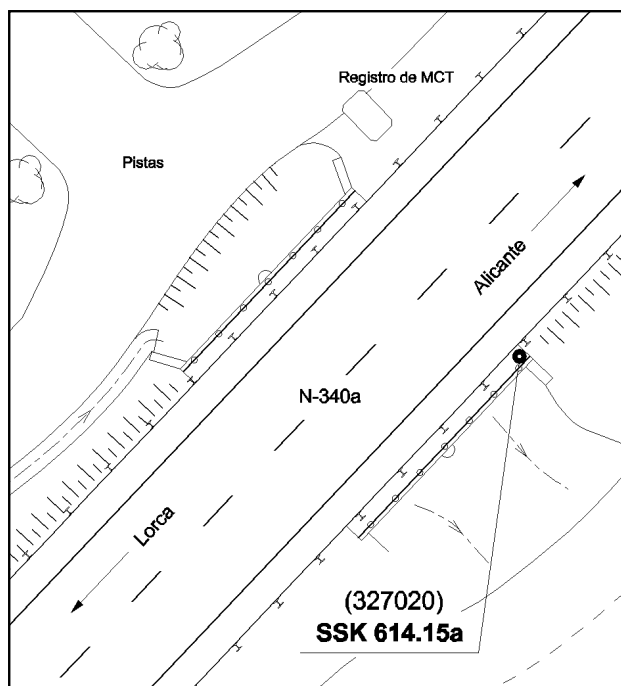 Registro de MCT
Pistas
Alicante
N-340a
Lorca
(327020)
SSK 614.15a